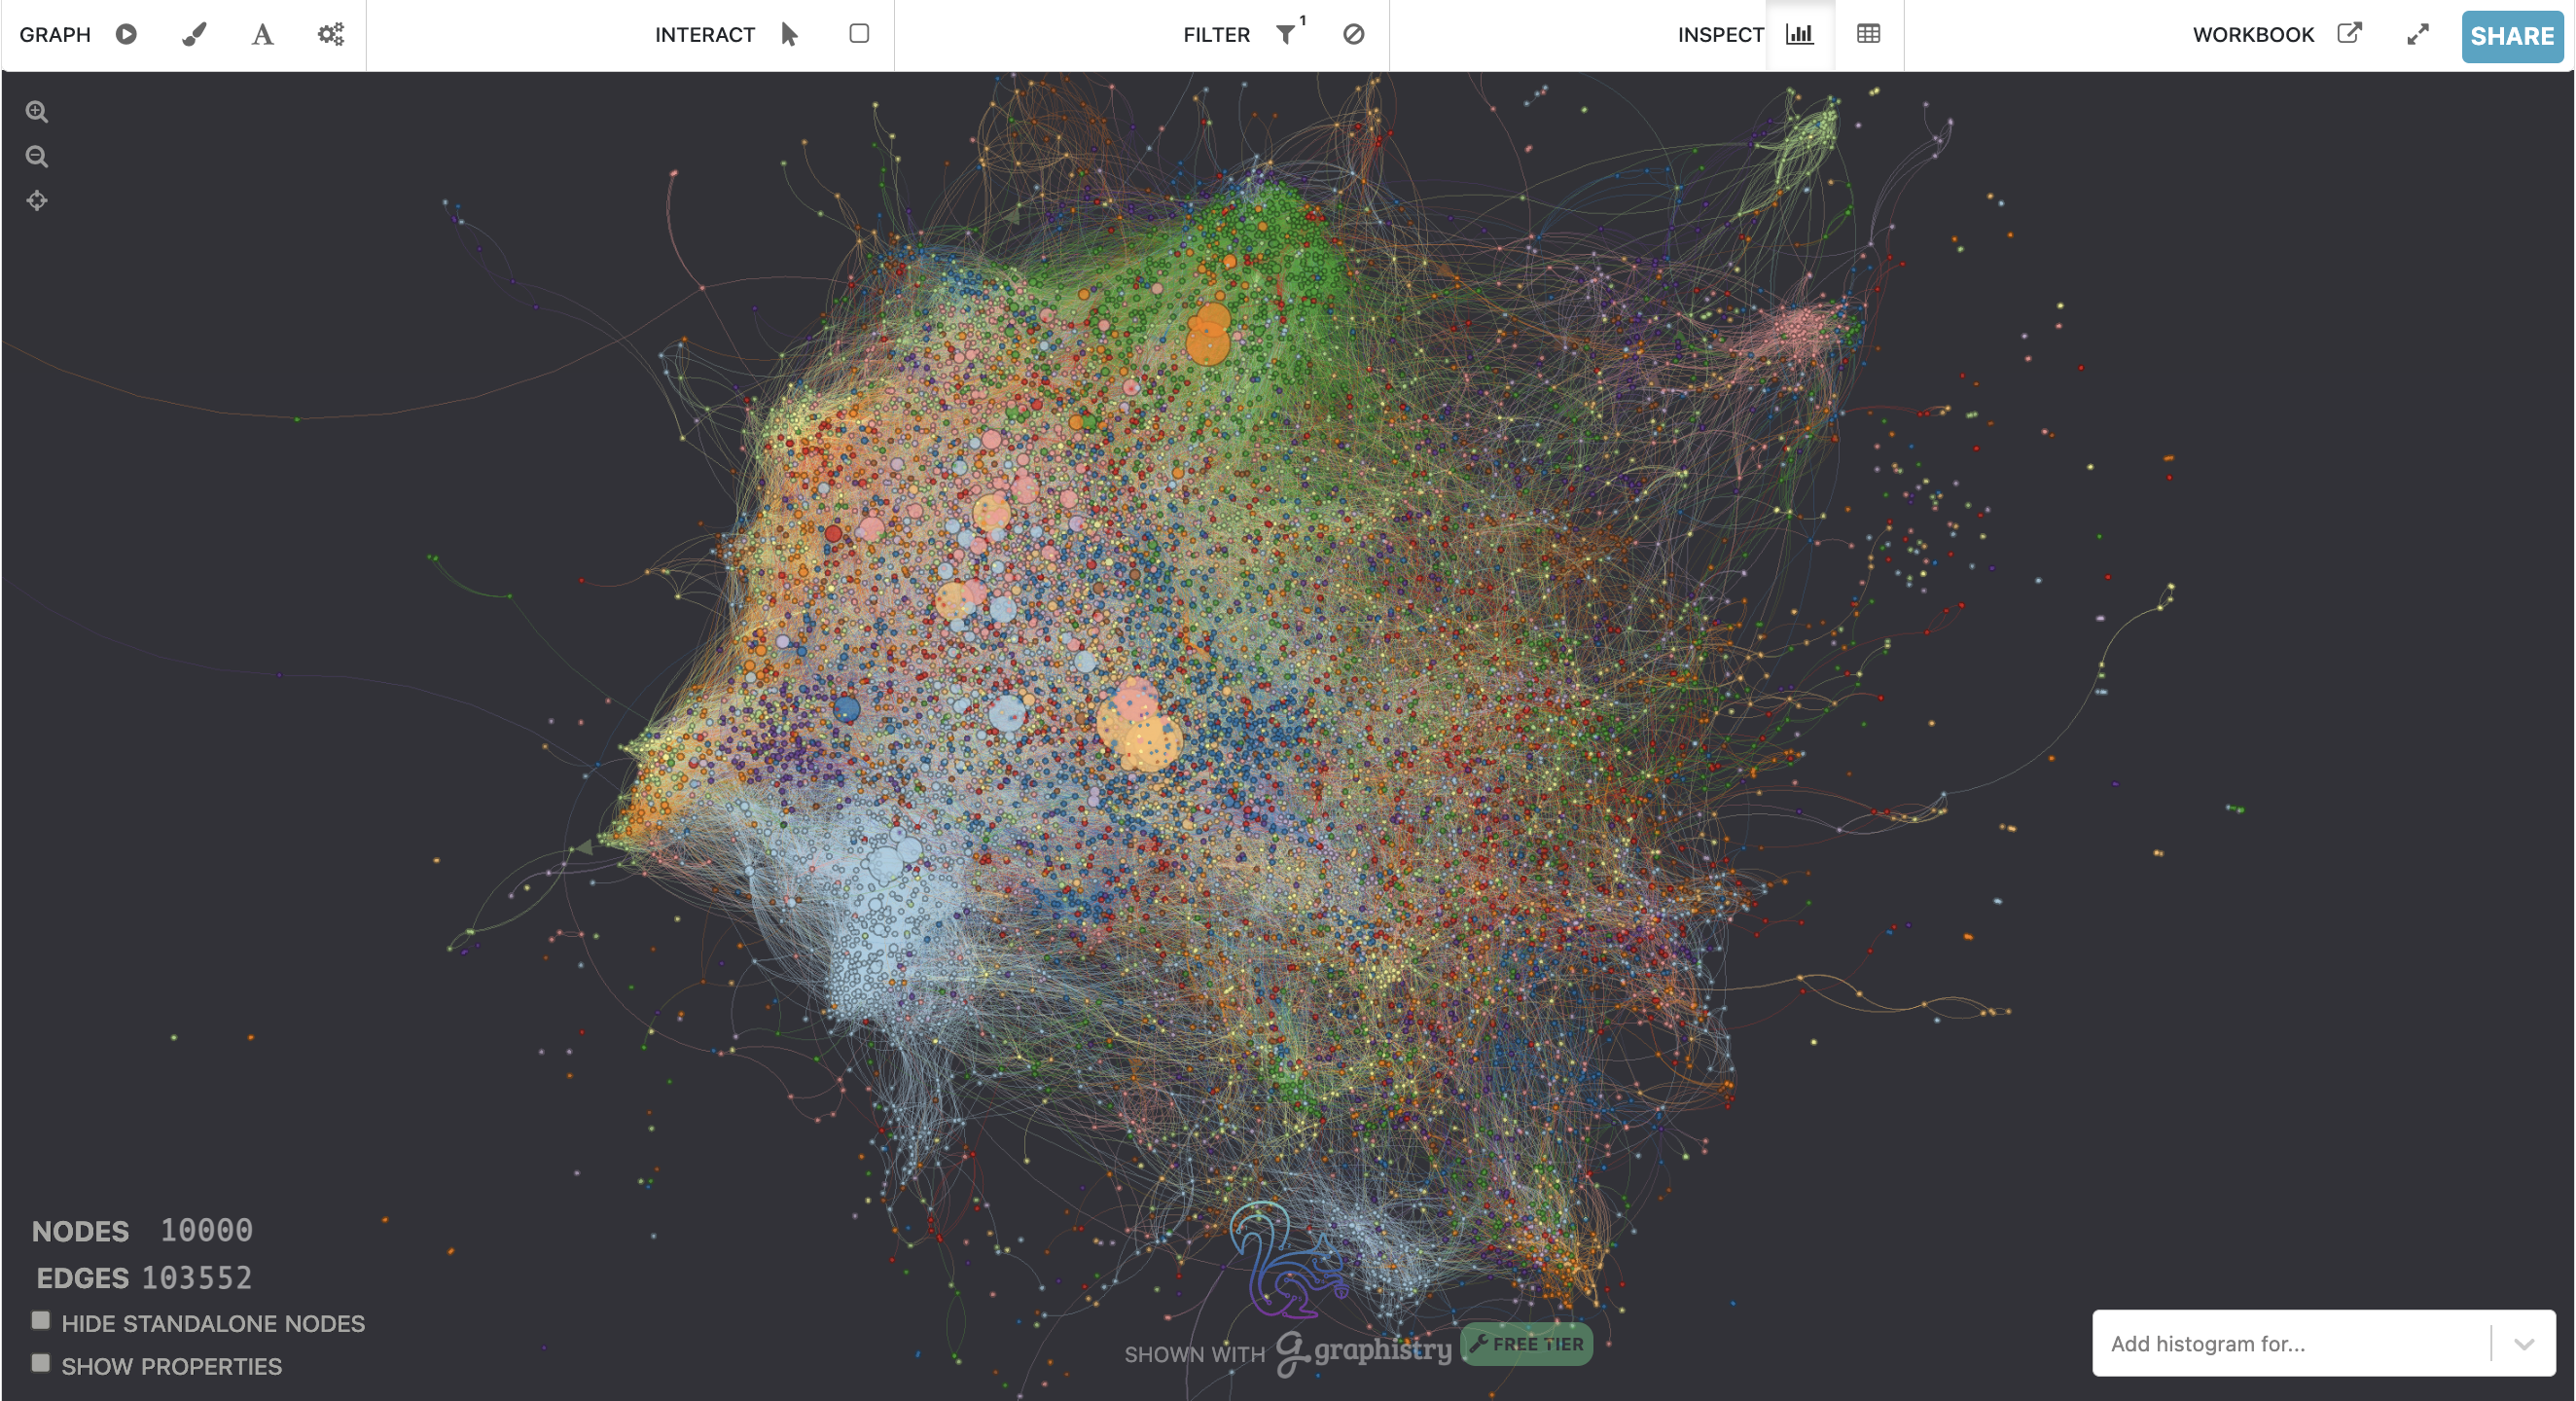 GRAPH
INTERACT
FILTER 1
INSPECT
WORKBOOK
SHARE
NODES 10000
EDGES 103552
HIDE STANDALONE NODES
SHOW PROPERTIES
SHOWN WITH graphistry FREE TIER
Add histogram for...